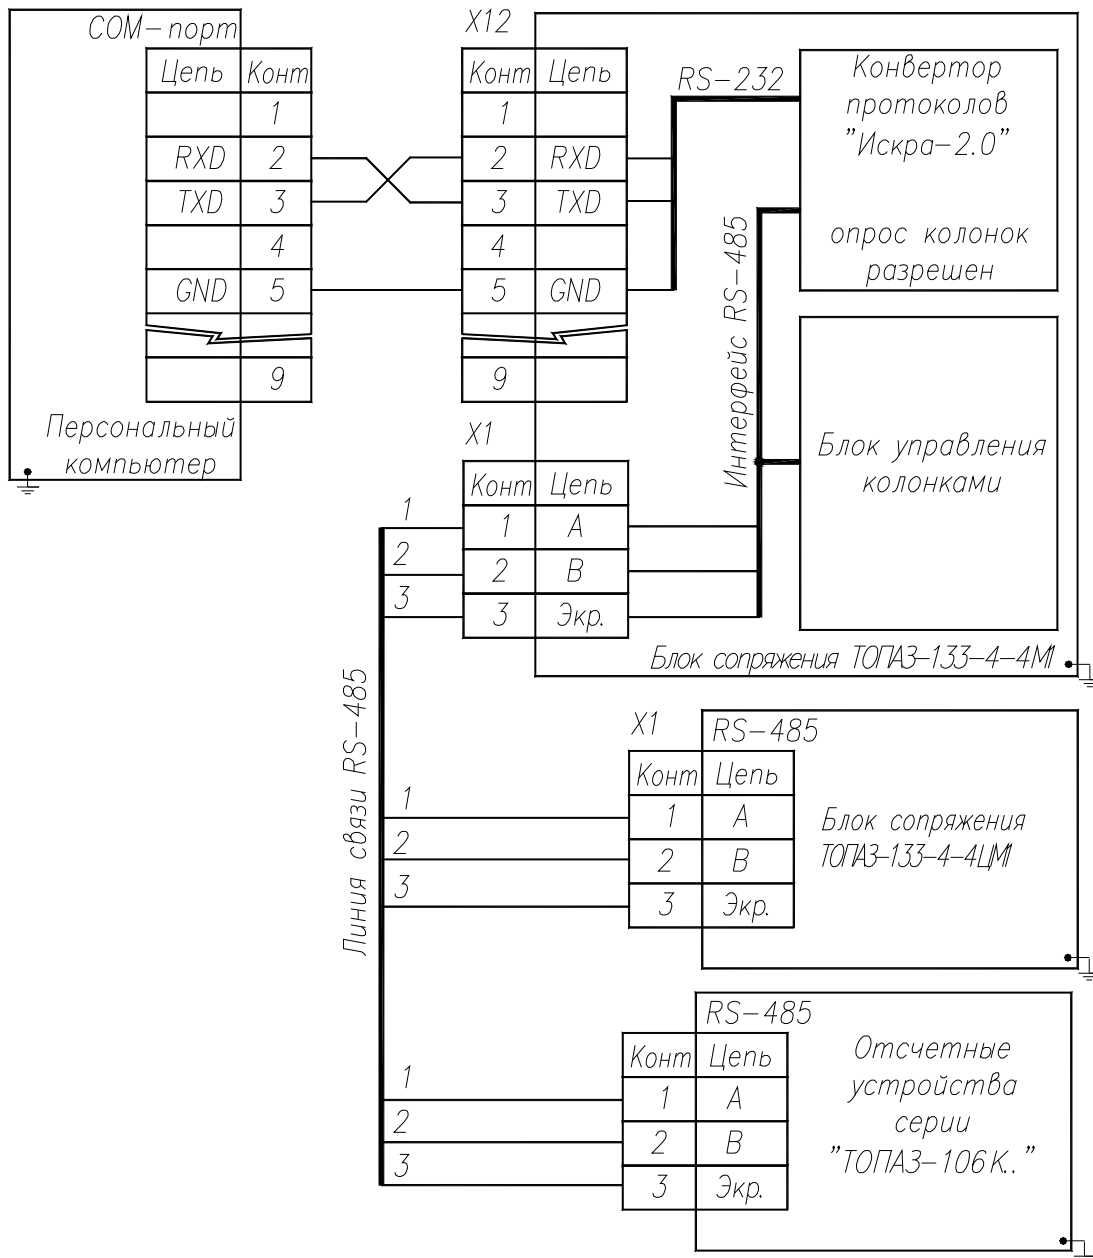 COM-порт
Цепь Конт
1
RXD 2
TXD 3
4
GND 5
9
Персональный
компьютер
X12
Конт Цепь
1
2 RXD
3 TXD
4
5 GND
9
RS-232
Конвертор
протоколов
"Искра-2.0"
опрос колонок
разрешен
Интерфейс RS-485
Блок управления
колонками
X1
Конт Цепь
1 A
2 B
3 Экр.
1
2
3
Блок сопряжения ТОПАЗ-133-4-4М1
Линия связи RS-485
X1
RS-485
Конт Цепь
1 A
2 B
3 Экр.
1
2
3
Блок сопряжения
ТОПАЗ-133-4-4ЦМ1
RS-485
Конт Цепь
1 A
2 B
3 Экр.
1
2
3
Отсчетные
устройства
серии
"ТОПАЗ-106К.."